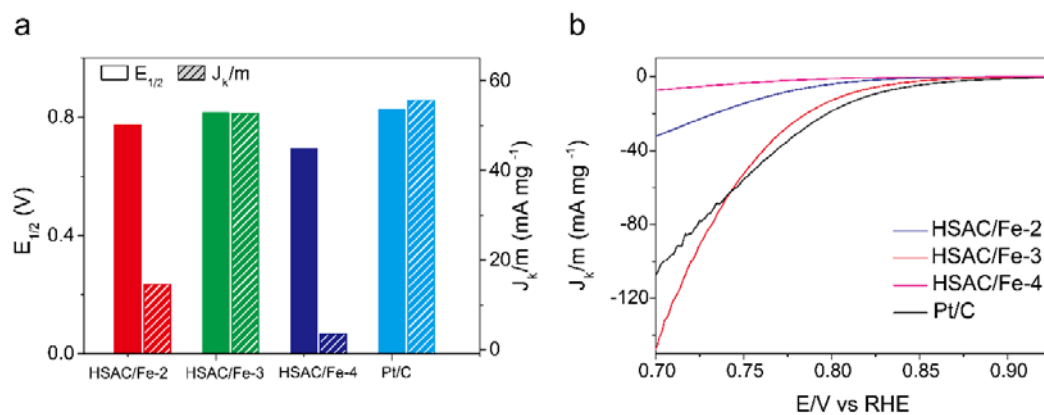 a
E1/2
Jk/m
0.8
0.4
0.0
E1/2 (V)
60
40
20
0
Jk/m (mA mg -1)
HSAC/Fe-2
HSAC/Fe-3
HSAC/Fe-4
Pt/C
b
0
-40
-80
-120
Jk/m (mA mg -1)
HSAC/Fe-2
HSAC/Fe-3
HSAC/Fe-4
Pt/C
0.70
0.75
0.80
0.85
0.90
E/V vs RHE